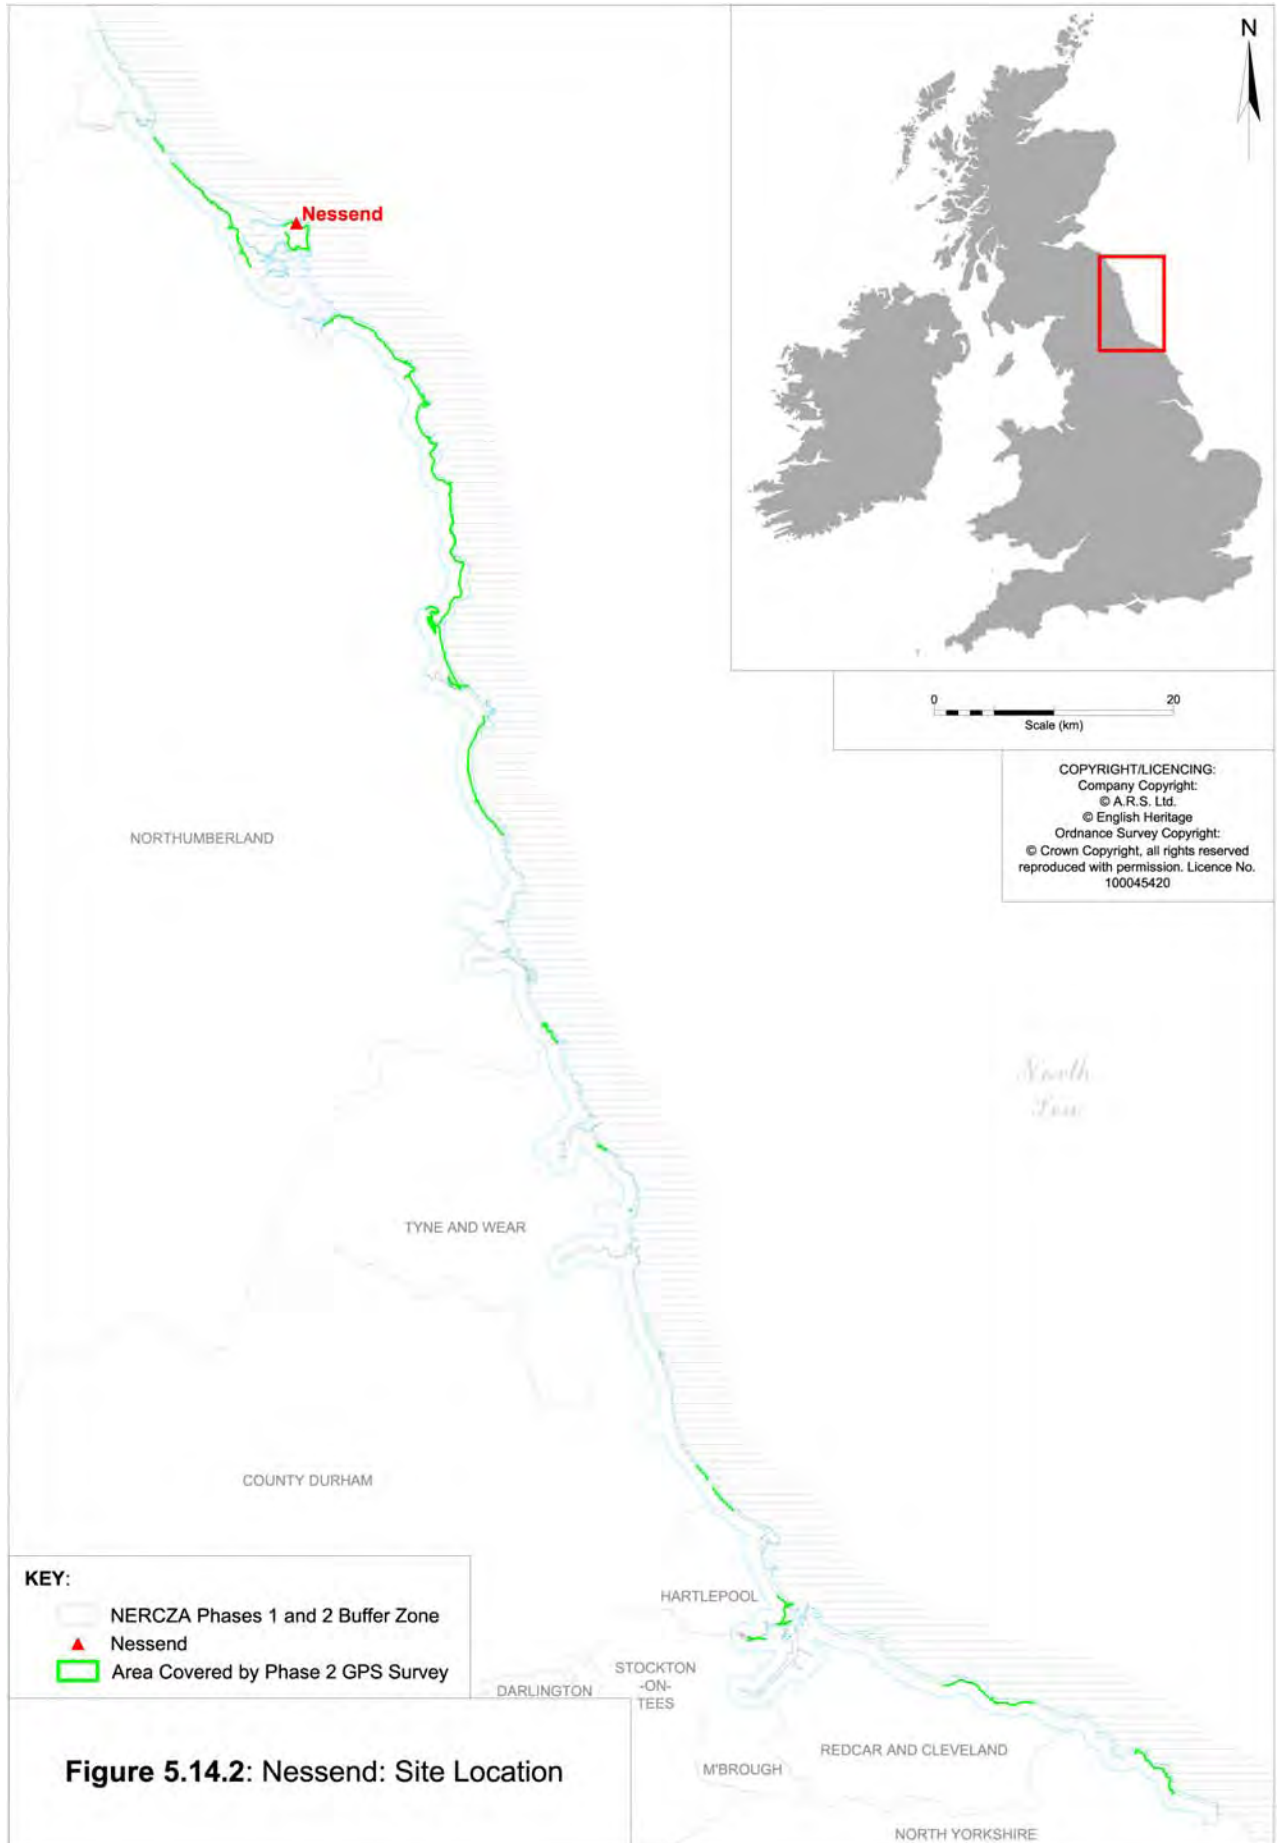 N
Nessend
0 20
Scale (km)
COPYRIGHT/LICENCING:
Company Copyright:
© A.R.S. Ltd.
© English Heritage
Ordnance Survey Copyright:
© Crown Copyright, all rights reserved
reproduced with permission. Licence No.
100045420
NORTHUMBERLAND
North
Sea
TYNE AND WEAR
COUNTY DURHAM
HARTLEPOOL
STOCKTON
-ON-
TEES
DARLINGTON
REDCAR AND CLEVELAND
M'BROUGH
NORTH YORKSHIRE
KEY:
NERCZA Phases 1 and 2 Buffer Zone
Nessend
Area Covered by Phase 2 GPS Survey
Figure 5.14.2: Nessend: Site Location